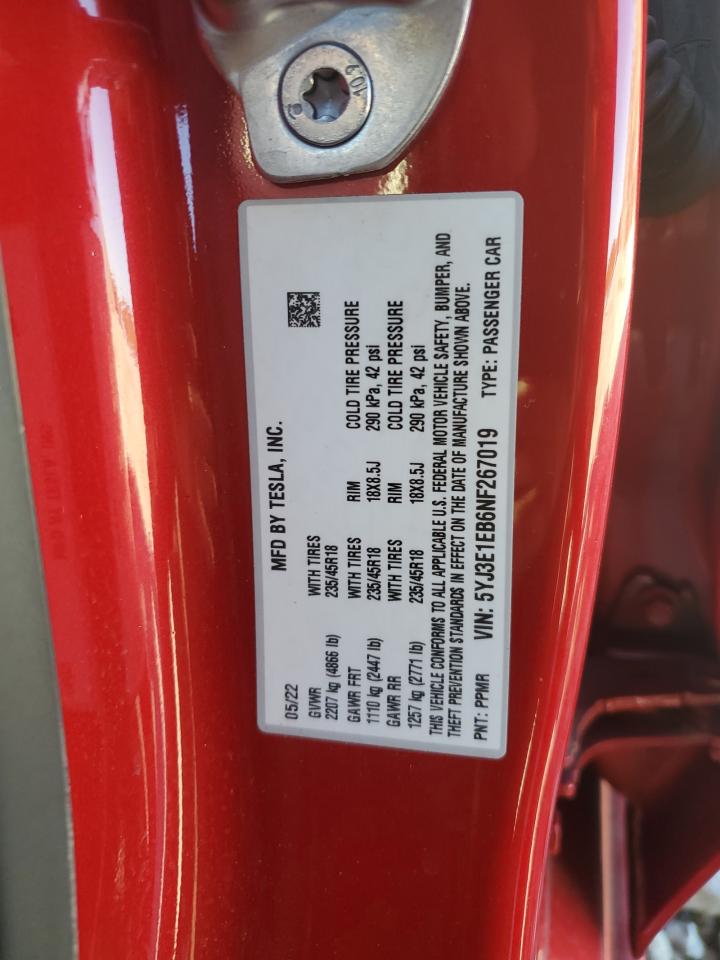 10.9
MFD BY TESLA, INC.
05/22
GVWR WITH TIRES
2207 kg (4866 lb) 235/45R18
GAWR FRT WITH TIRES RIM COLD TIRE PRESSURE
1110 kg (2447 lb) 235/45R18 18X8.5J 290 kPa, 42 psi
GAWR RR WITH TIRES RIM COLD TIRE PRESSURE
1257 kg (2771 lb) 235/45R18 18X8.5J 290 kPa, 42 psi
THIS VEHICLE CONFORMS TO ALL APPLICABLE U.S. FEDERAL MOTOR VEHICLE SAFETY, BUMPER, AND
THEFT PREVENTION STANDARDS IN EFFECT ON THE DATE OF MANUFACTURE SHOWN ABOVE.
PNT: PPMR VIN: 5YJ3E1EB6NF267019 TYPE: PASSENGER CAR